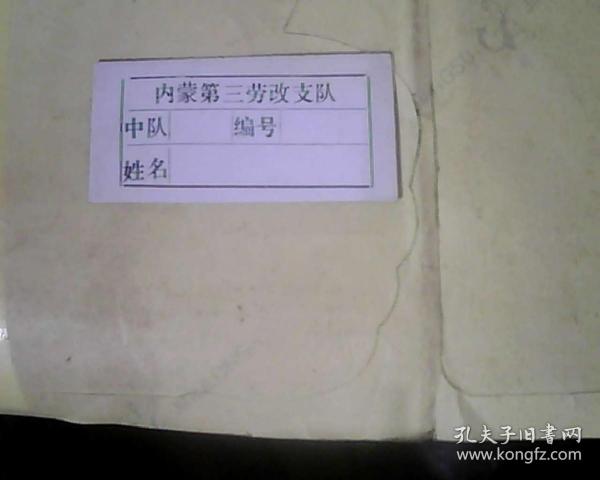 内蒙第三劳改支队
中队 编号
姓名
孔夫子旧書网
www.kongfz.com